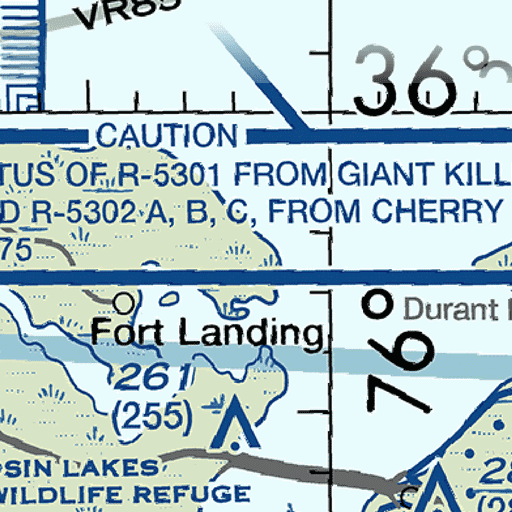 VR85
36°
CAUTION
TUS OF R-5301 FROM GIANT KILL
D R-5302 A, B, C, FROM CHERRY
75
Durant
Fort Landing
76°
261
(255)
SIN LAKES
WILDLIFE REFUGE
28